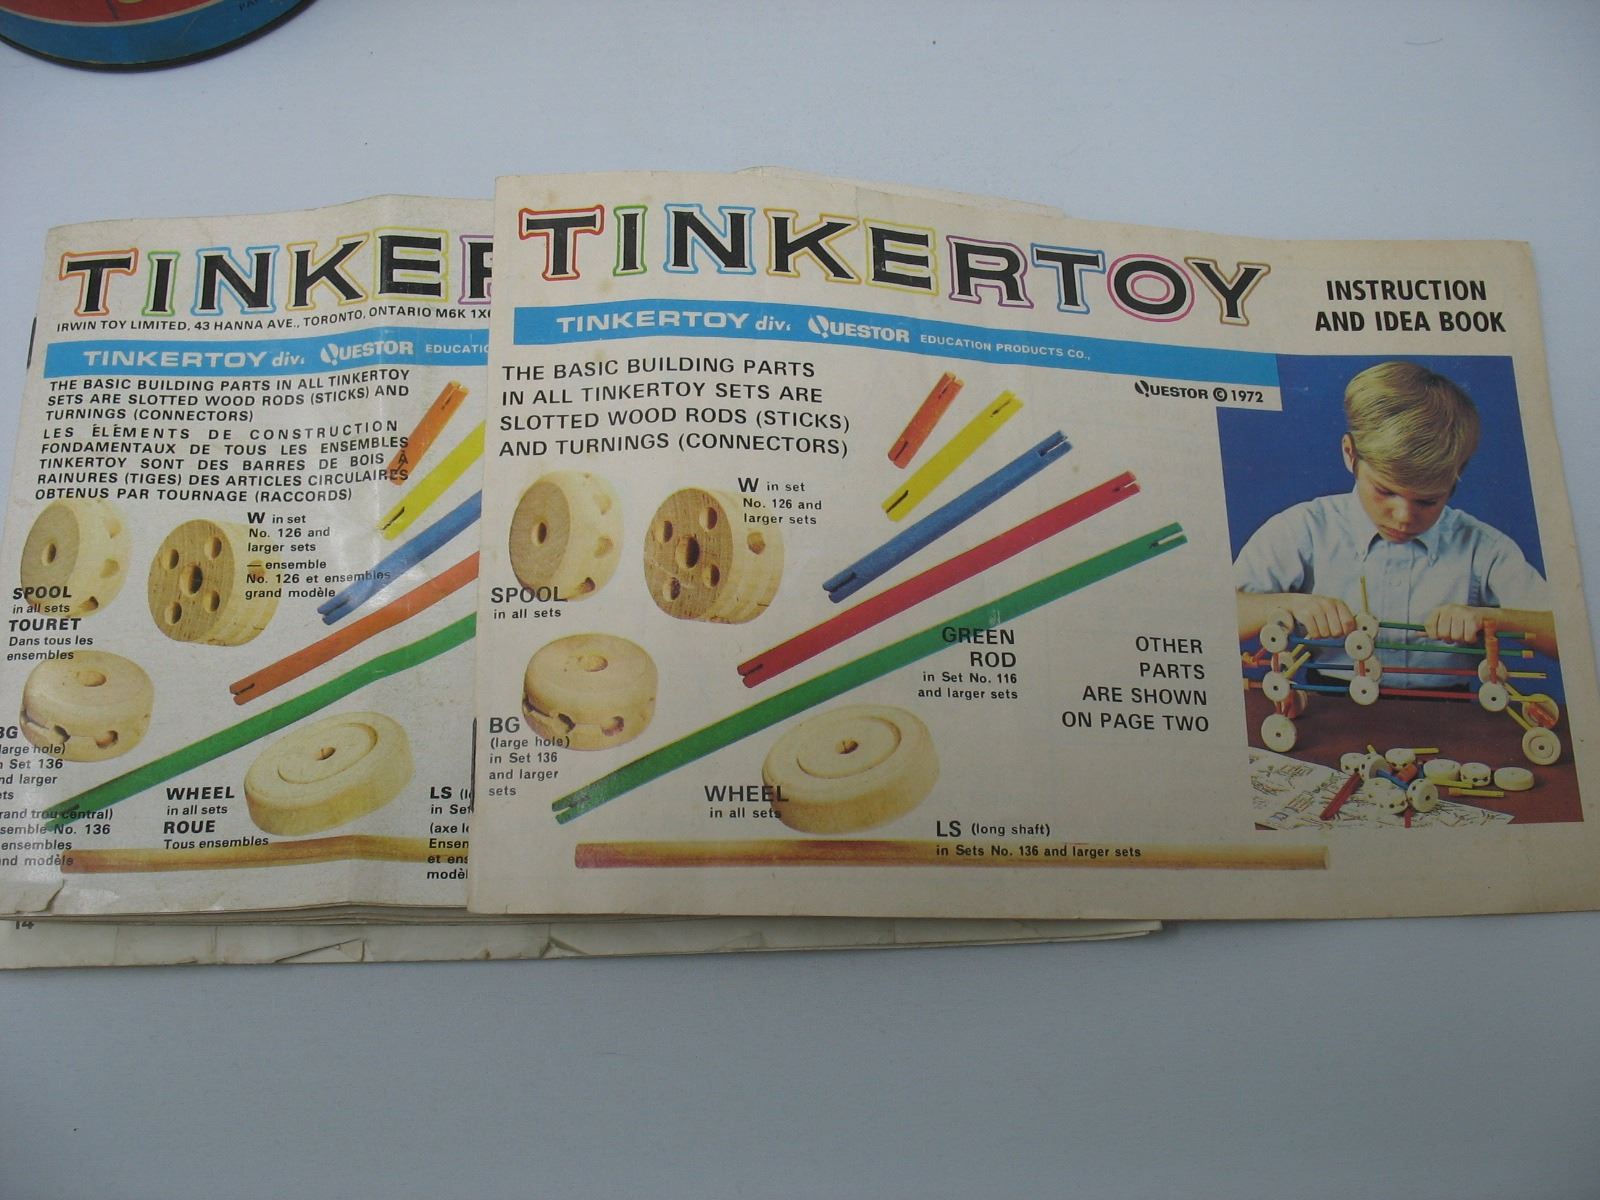 TINKER
IRWIN TOY LIMITED, 43 HANNA AVE., TORONTO, ONTARIO M6K
TINKERTOY div. QUESTOR
THE BASIC BUILDING PARTS IN ALL TINKERTOY
SETS ARE SLOTTED WOOD RODS (STICKS) AND
TURNINGS (CONNECTORS)
LES ÉLÉMENTS DE CONSTRUCTION
FONDAMENTAUX DE TOUS LES ENSEMBLES
TINKERTOY SONT DES BARRES DE BOIS À
RAINURES (TIGES) DES ARTICLES CIRCULAIRES
OBTENUS PAR TOURNAGE (RACCORDS)
W in set
No. 126 and
larger sets
— ensemble
No. 126 et ensembles
grand modèle
SPOOL
in all sets
TOURET
Dans tous les
ensembles
BG
large hole)
n Set 136
nd larger
ets
rand trou central)
semble No. 136
ensembles
nd modèle
WHEEL
in all sets
ROUE
Tous ensembles
LS
in Set
(axe
Ensem
et ens
modèl
14
TINKERTOY
INSTRUCTION
AND IDEA BOOK
TINKERTOY div. QUESTOR EDUCATION PRODUCTS CO.,
QUESTOR © 1972
THE BASIC BUILDING PARTS
IN ALL TINKERTOY SETS ARE
SLOTTED WOOD RODS (STICKS)
AND TURNINGS (CONNECTORS)
W in set
No. 126 and
larger sets
SPOOL
in all sets
BG
(large hole)
in Set 136
and larger
sets
GREEN
ROD
in Set No. 116
and larger sets
OTHER
PARTS
ARE SHOWN
ON PAGE TWO
WHEEL
in all sets
LS (long shaft)
in Sets No. 136 and larger sets